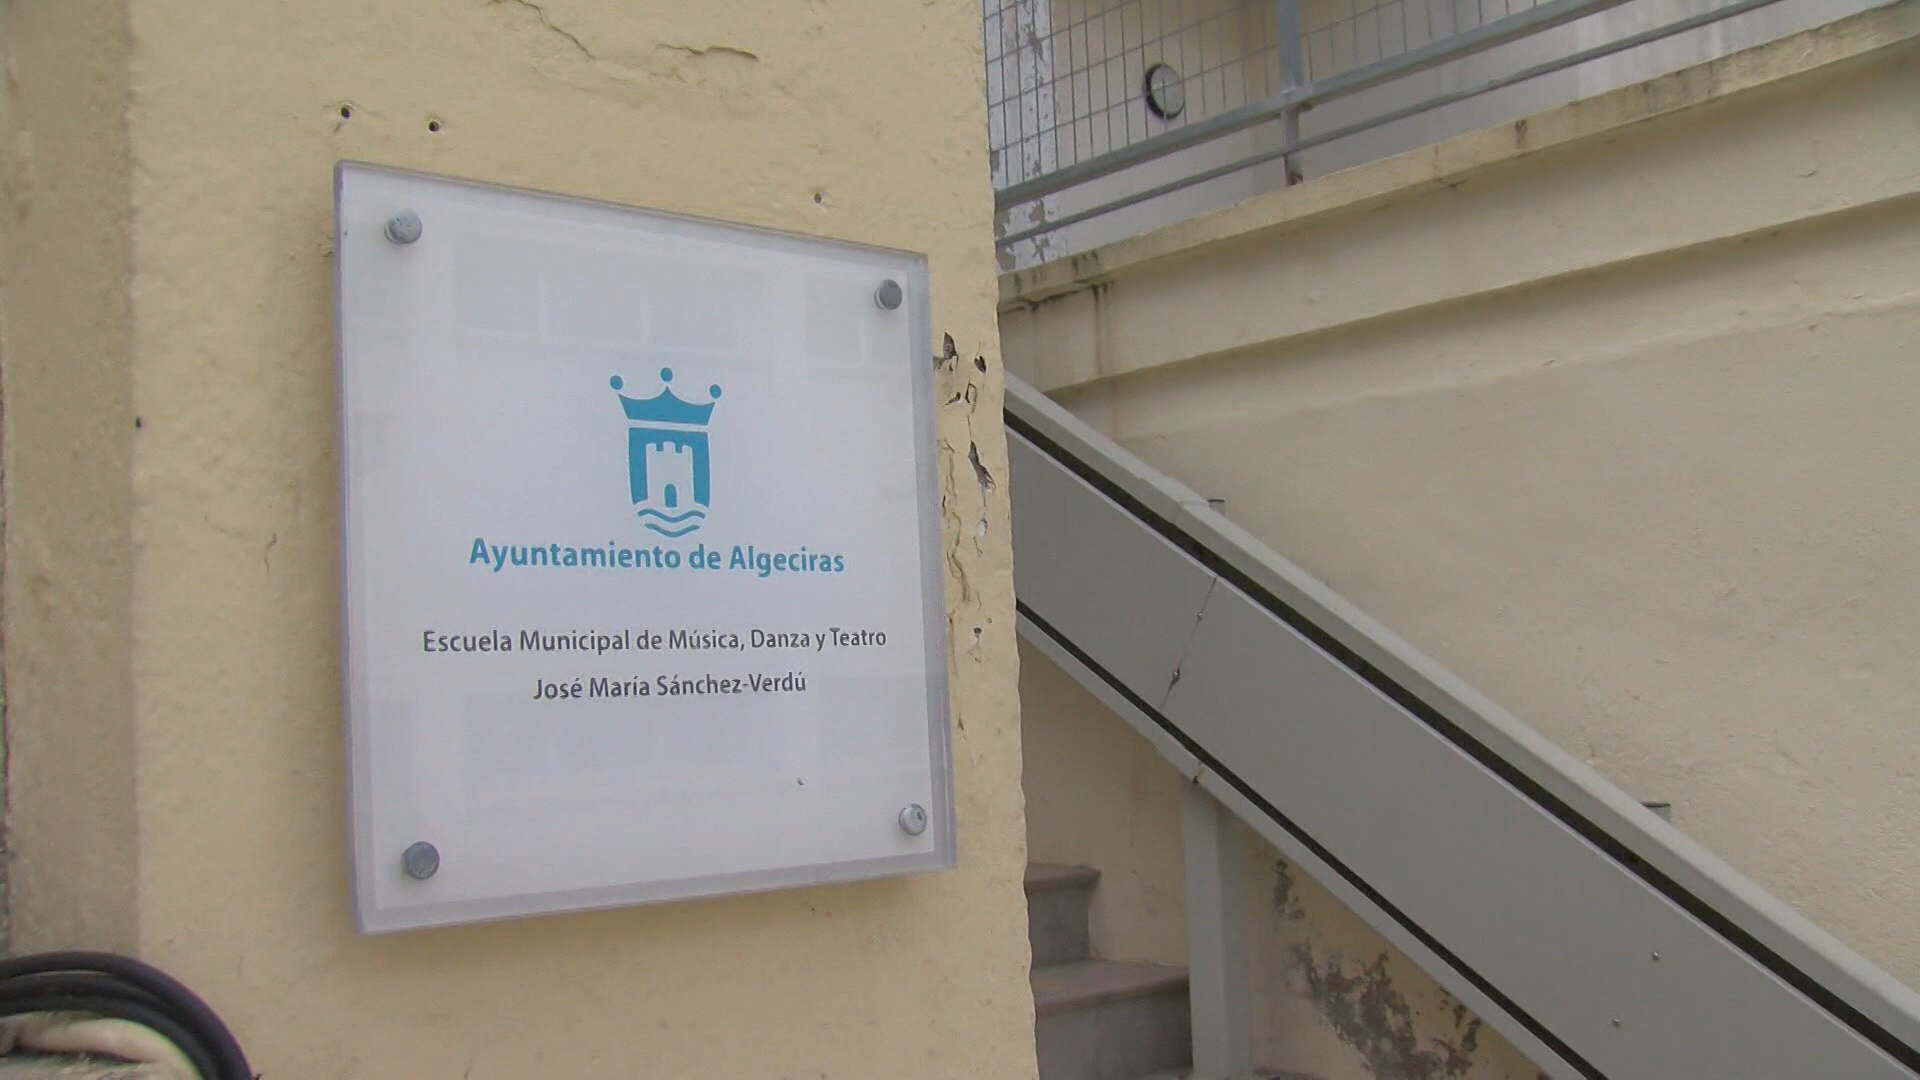 Ayuntamiento de Algeciras
Escuela Municipal de Música, Danza y Teatro
José María Sánchez-Verdú